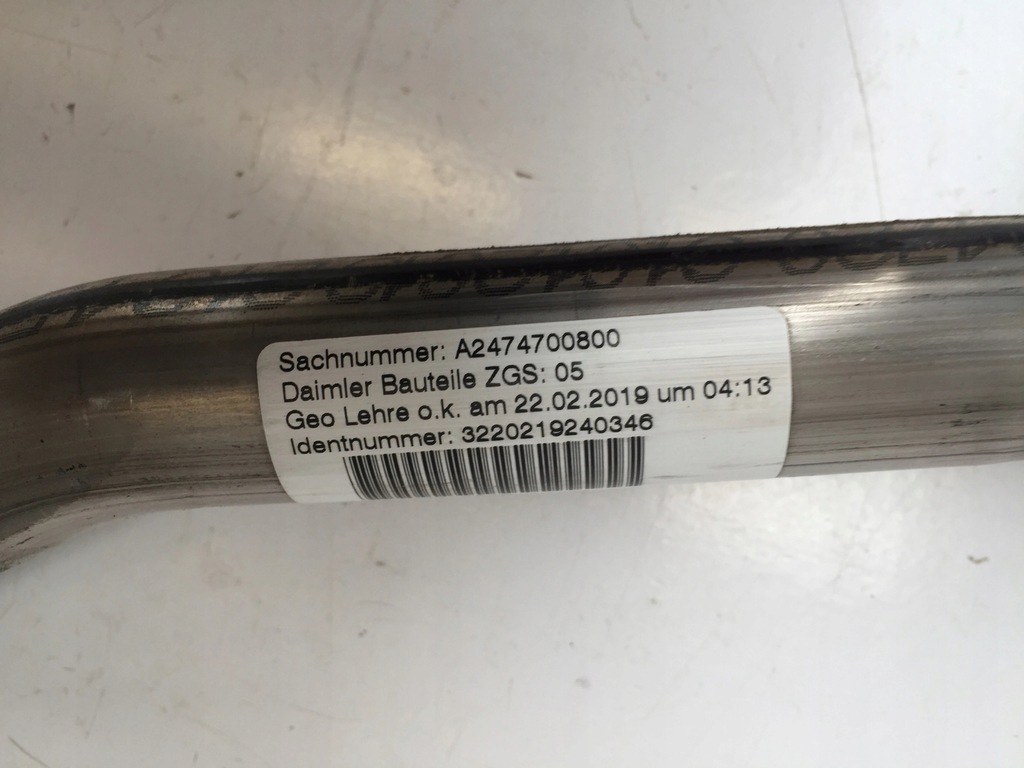 Sachnummer: A2474700800
Daimler Bauteile ZGS: 05
Geo Lehre o.k. am 22.02.2019 um 04:13
Identnummer: 3220219240346